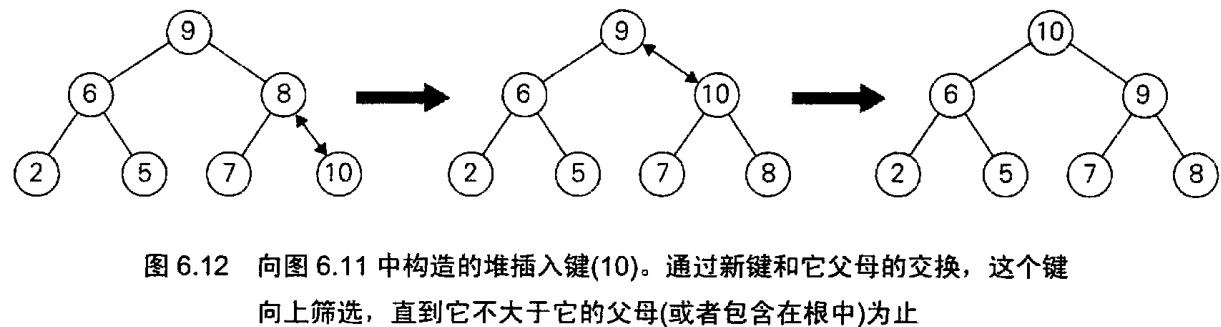 9 9 10
6 8 6 10 6 9
2 5 7 10 2 5 7 8 2 5 7 8
图 6.12 向图 6.11 中构造的堆插入键(10)。通过新键和它父母的交换，这个键
向上筛选，直到它不大于它的父母(或者包含在根中)为止